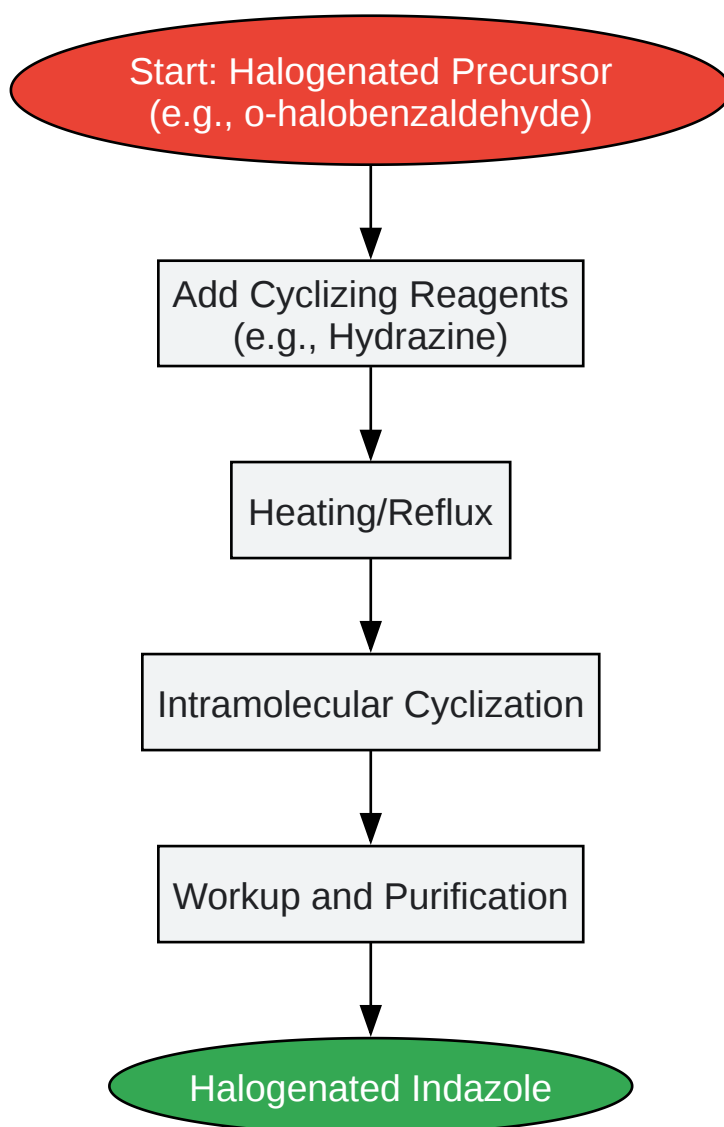 Start: Halogenated Precursor
(e.g., o-halobenzaldehyde)
Add Cyclizing Reagents
(e.g., Hydrazine)
Heating/Reflux
Intramolecular Cyclization
Workup and Purification
Halogenated Indazole